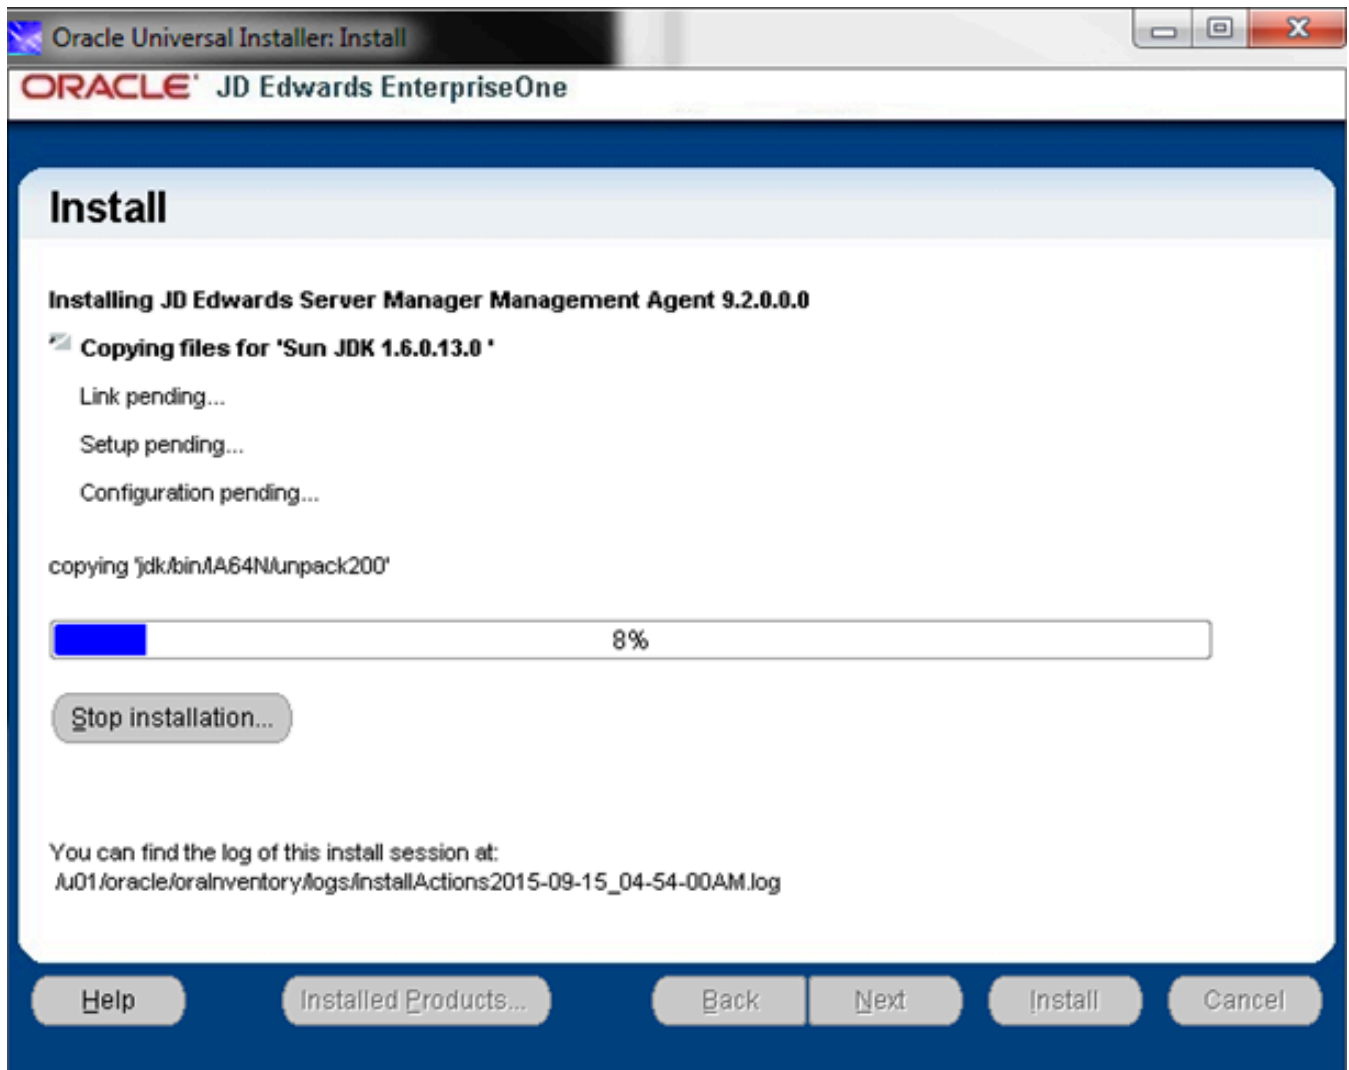 Oracle Universal Installer: Install
ORACLE' JD Edwards EnterpriseOne
Install
Installing JD Edwards Server Manager Management Agent 9.2.0.0.0
Copying files for 'Sun JDK 1.6.0.13.0 '
Link pending...
Setup pending...
Configuration pending...
copying 'jdk/bin/IA64N/unpack200'
8%
Stop installation...
You can find the log of this install session at:
/u01/oracle/oraInventory/logs/installActions2015-09-15_04-54-00AM.log
Help Installed Products... Back Next Install Cancel